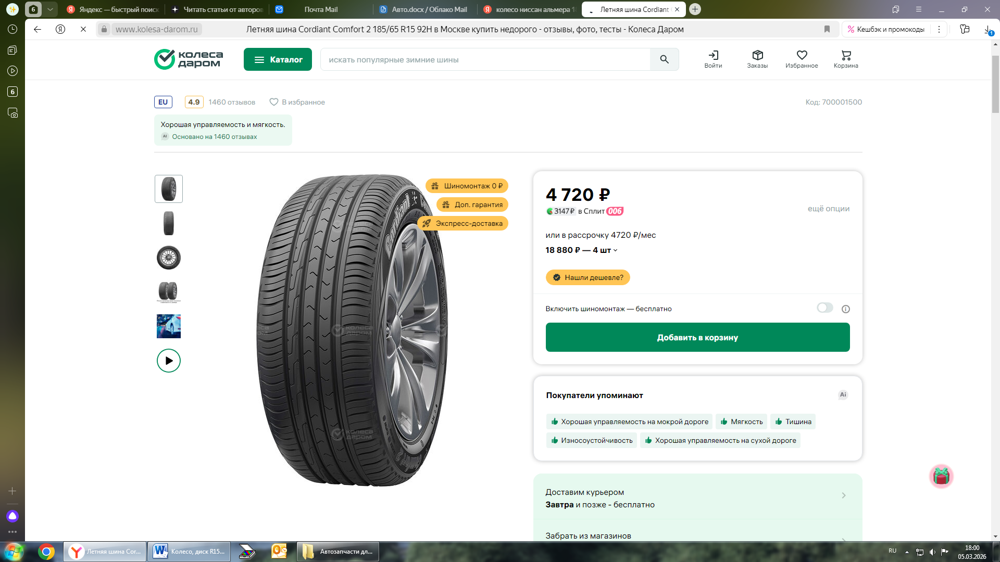 6
Яндекс — быстрый поиск
Читать статьи от авторов
Почта Mail
Авто.docx / Облако Mail
колесо ниссан альмера 1
Летняя шина Cordiant
www.kolesa-darom.ru
Летняя шина Cordiant Comfort 2 185/65 R15 92H в Москве купить недорого - отзывы, фото, тесты - Колеса Даром
Кешбэк и промокоды
1
6
колеса
даром
Каталог
искать популярные зимние шины
Войти
Заказы
Избранное
Корзина
EU
4.9
1460 отзывов
В избранное
Код: 700001500
Хорошая управляемость и мягкость.
AI Основано на 1460 отзывах
Шиномонтаж 0 ₽
Доп. гарантия
Экспресс-доставка
4 720 ₽
3147₽ в Сплит 006
ещё опции
или в рассрочку 4720 ₽/мес
18 880 ₽ — 4 шт
Нашли дешевле?
Включить шиномонтаж — бесплатно
Добавить в корзину
Покупатели упоминают
Ai
Хорошая управляемость на мокрой дороге
Мягкость
Тишина
Износоустойчивость
Хорошая управляемость на сухой дороге
Доставим курьером
Завтра и позже - бесплатно
Забрать из магазинов
Летняя шина Cor...
Колесо, диск R15...
Автозапчасти дл...
RU
18:00
05.03.2026